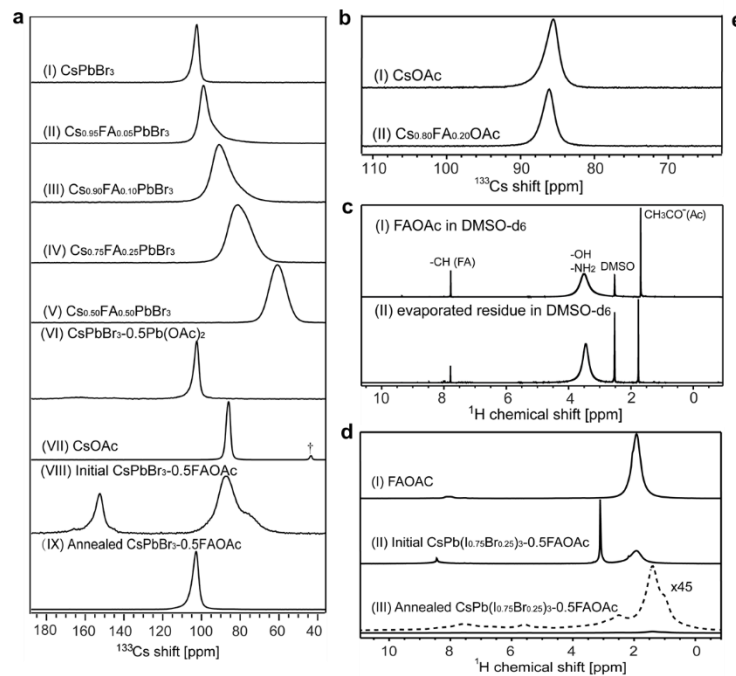 a
(I) CsPbBr₃
(II) Cs₀.₉₅FA₀.₀₅PbBr₃
(III) Cs₀.₉₀FA₀.₁₀PbBr₃
(IV) Cs₀.₇₅FA₀.₂₅PbBr₃
(V) Cs₀.₅₀FA₀.₅₀PbBr₃
(VI) CsPbBr₃-0.5Pb(OAc)₂
(VII) CsOAc
†
(VIII) Initial CsPbBr₃-0.5FAOAc
(IX) Annealed CsPbBr₃-0.5FAOAc
180 160 140 120 100 80 60 40
¹³³Cs shift [ppm]
b
(I) CsOAc
(II) Cs₀.₈₀FA₀.₂₀OAc
110 100 90 80 70
¹³³Cs shift [ppm]
c
(I) FAOAc in DMSO-d₆
CH₃CO⁻(Ac)
-CH (FA)
-OH
-NH₂
DMSO
(II) evaporated residue in DMSO-d₆
10 8 6 4 2 0
¹H chemical shift [ppm]
d
(I) FAOAC
(II) Initial CsPb(I₀.₇₅Br₀.₂₅)₃-0.5FAOAc
(III) Annealed CsPb(I₀.₇₅Br₀.₂₅)₃-0.5FAOAc
x45
10 8 6 4 2 0
¹H chemical shift [ppm]
e